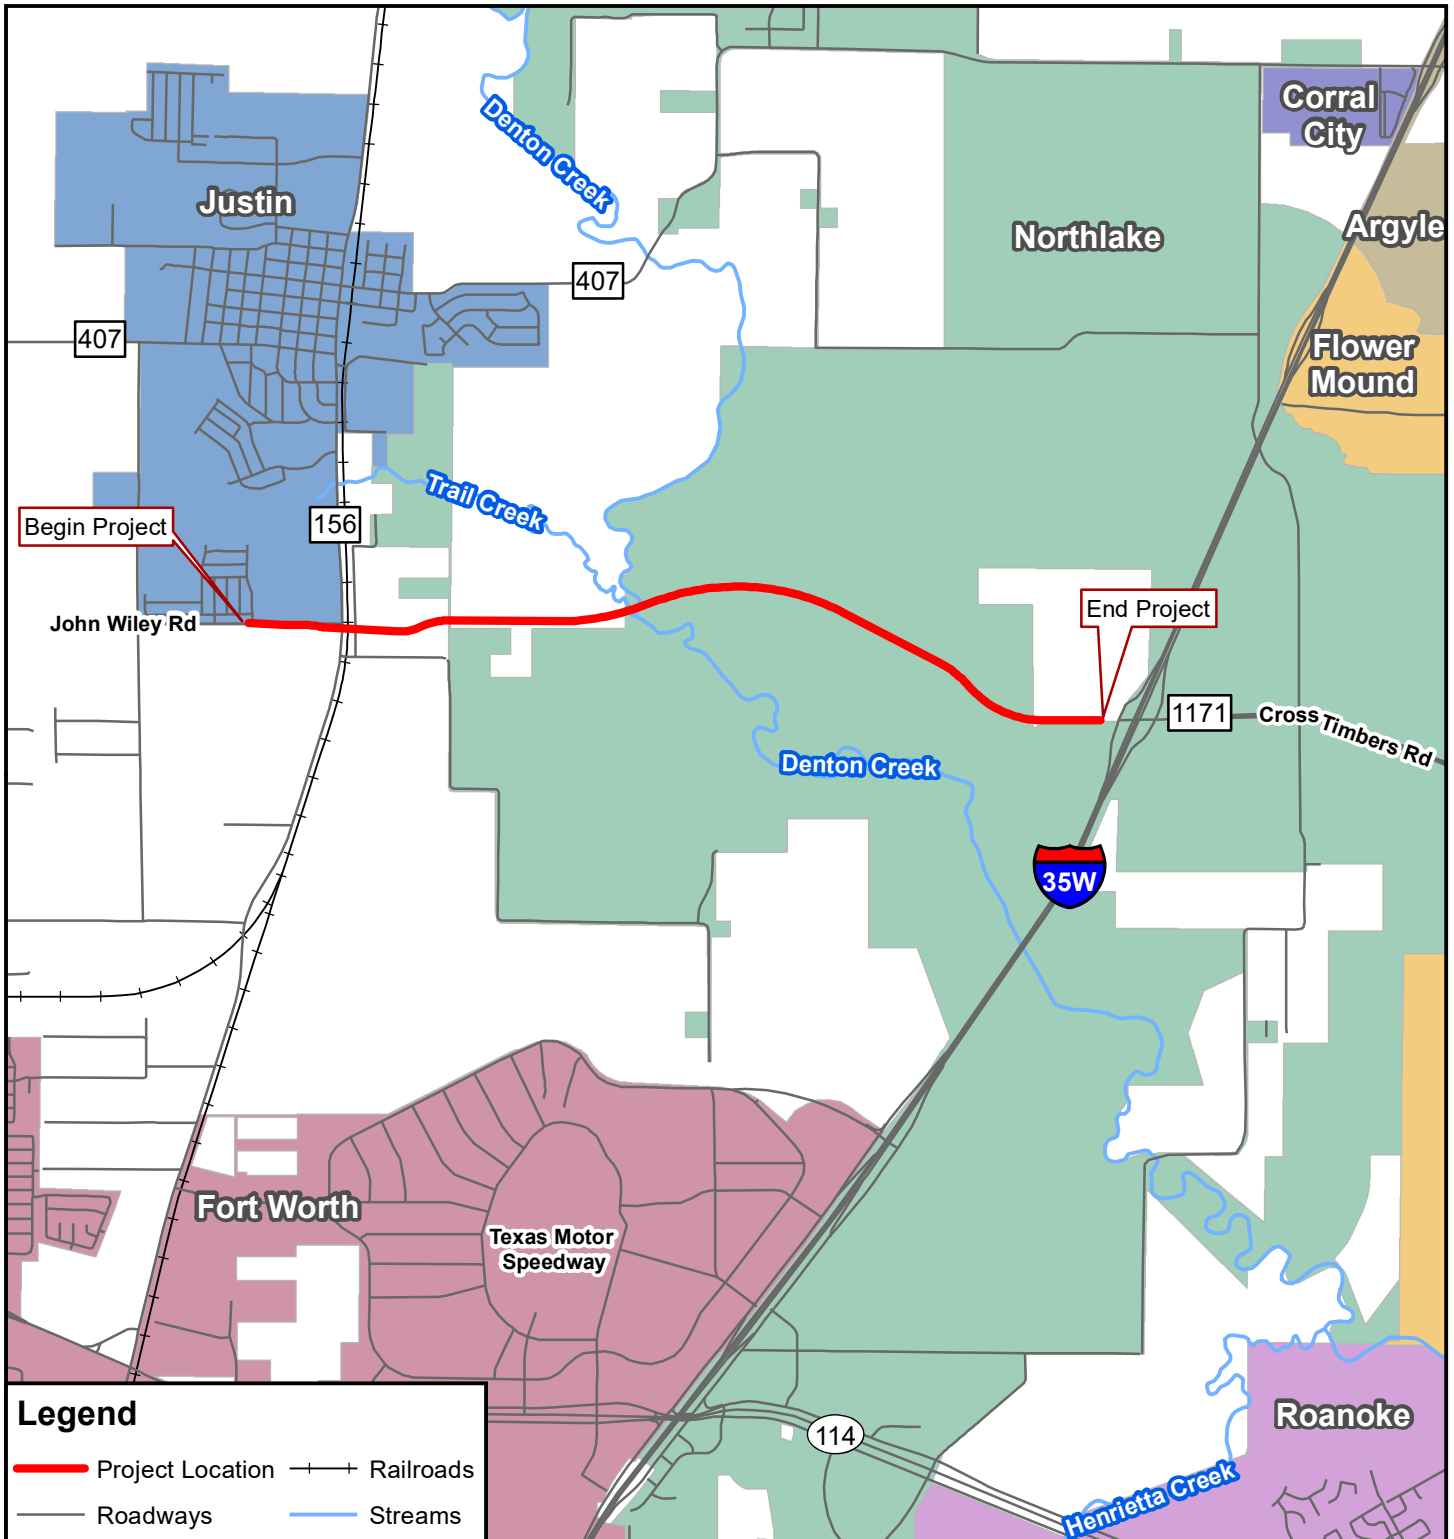 Denton Creek
Corral
City
Justin
Argyle
Northlake
407
407
Flower
Mound
Trail Creek
Begin Project
156
End Project
John Wiley Rd
1171
Cross Timbers Rd
Denton Creek
35W
Fort Worth
Texas Motor
Speedway
Roanoke
114
Henrietta Creek
Legend
Project Location
Railroads
Roadways
Streams